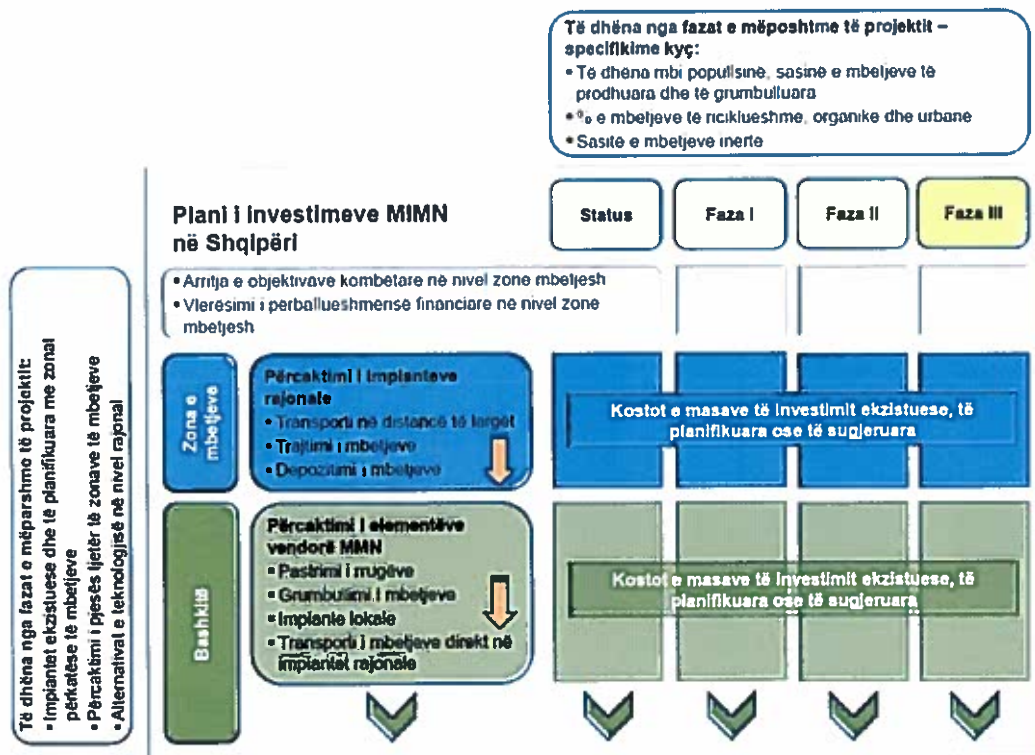 Të dhëna nga fazat e mëposhtme të projektit –
specifikime kyç:
• Të dhëna mbi popullsinë, sasinë e mbetjeve të
prodhuara dhe të grumbulluara
• % e mbetjeve të riciklueshme, organike dhe urbane
• Sasitë e mbetjeve inerte
Plani i investimeve MIMN
në Shqipëri
Status
Faza I
Faza II
Faza III
• Arritja e objektivave kombëtare në nivel zone mbetjesh
• Vlerësimi i perballueshmërisë financiare në nivel zone
mbetjesh
Të dhëna nga fazat e mëparshme të projektit:
• Implantet ekzistuese dhe të planifikuara me zonat
përkatëse të mbetjeve
• Përcaktimi i pjesës tjetër të zonave të mbetjeve
• Alternativat e teknologjisë në nivel rajonal
Zona e
mbetjeve
Përcaktimi i implanteve
rajonale
• Transporti në distancë të largët
• Trajtimi i mbetjeve
• Depozitimi i mbetjeve
Kostot e masave të investimit ekzistuese, të
planifikuara ose të sugjeruara
Bashkitë
Përcaktimi i elementëve
vendorë MMN
• Pastrimi i rrugëve
• Grumbullimi i mbetjeve
• Implante lokale
• Transporti i mbetjeve direkt në
implantet rajonale
Kostot e masave të investimit ekzistuese, të
planifikuara ose të sugjeruara